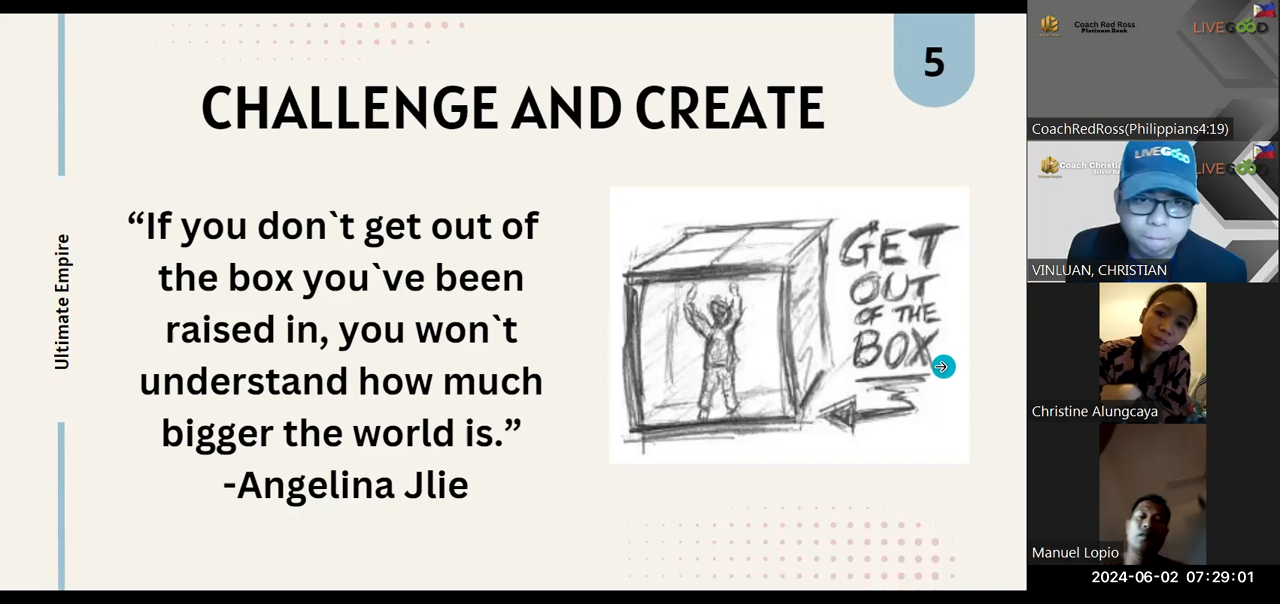 5
CHALLENGE AND CREATE
Ultimate Empire
“If you don`t get out of
the box you`ve been
raised in, you won`t
understand how much
bigger the world is.”
-Angelina Jlie
GET
OUT
OF THE
BOX
Coach Red Ross
Platinum Rank
LIVEGOOD
CoachRedRoss(Philippians4:19)
Coach Christia
LIVEGOOD
LIVEGOOD
VINLUAN, CHRISTIAN
Christine Alungcaya
Manuel Lopio
2024-06-02 07:29:01